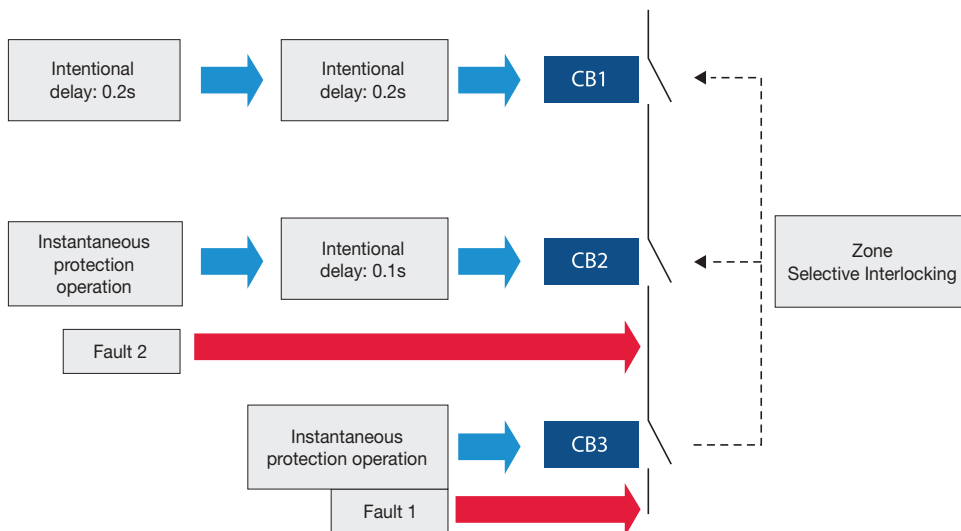 Intentional
delay: 0.2s
Intentional
delay: 0.2s
CB1
Instantaneous
protection
operation
Intentional
delay: 0.1s
CB2
Zone
Selective Interlocking
Fault 2
Instantaneous
protection operation
CB3
Fault 1